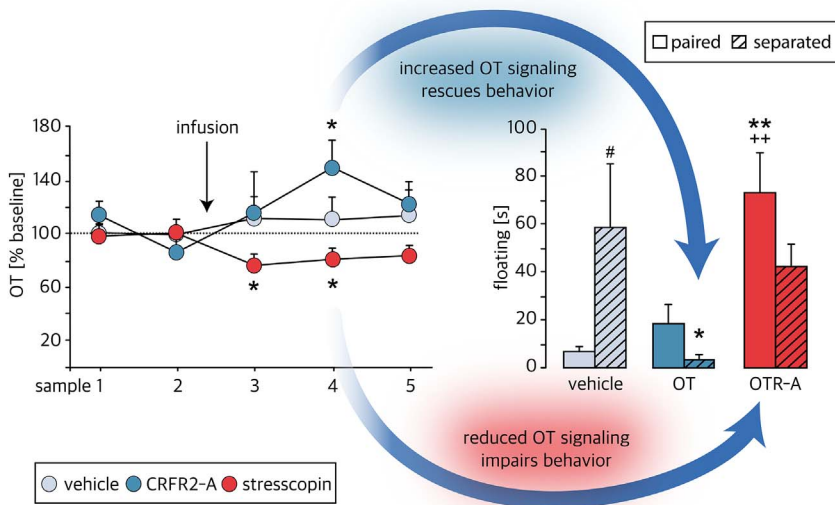 increased OT signaling
rescues behavior
paired separated
180
140
100
60
20
OT [% baseline]
infusion
*
*
*
sample 1 2 3 4 5
100
80
60
40
20
0
floating [s]
#
*
**
++
vehicle OT OTR-A
reduced OT signaling
impairs behavior
vehicle CRFR2-A stresscopin